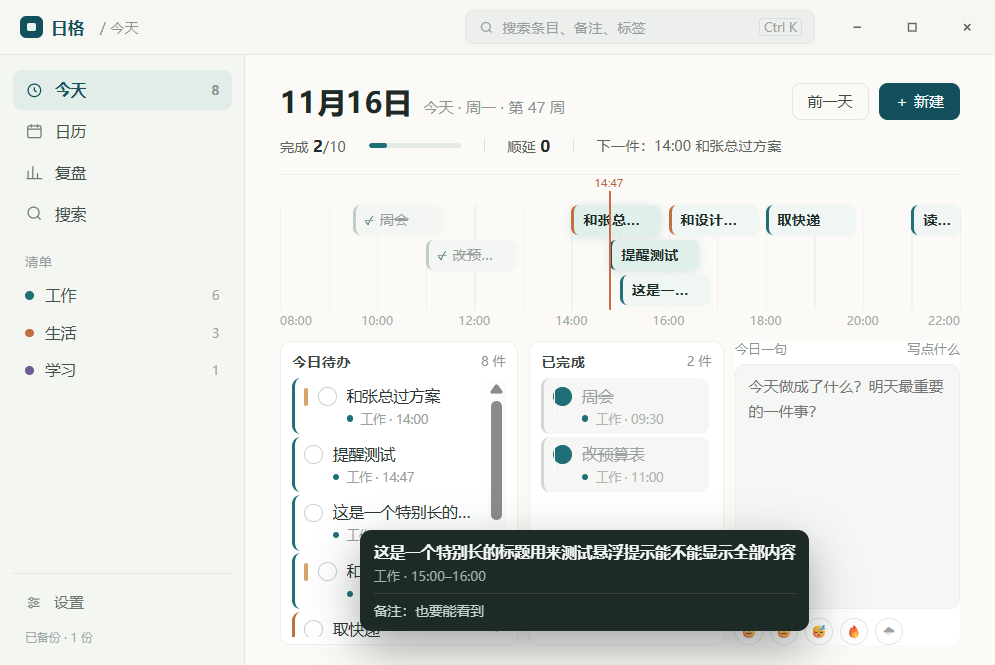 日格 / 今天
搜索条目、备注、标签 Ctrl K
今天 8
日历
复盘
搜索
清单
工作 6
生活 3
学习 1
设置
已备份 · 1 份
11月16日 今天 · 周一 · 第 47 周
前一天
+ 新建
完成 2/10
顺延 0
下一件：14:00 和张总过方案
14:47
周会
和张总...
和设计...
取快递
读...
改预...
提醒测试
这是一...
08:00 10:00 12:00 14:00 16:00 18:00 20:00 22:00
今日待办 8 件
和张总过方案
工作 · 14:00
提醒测试
工作 · 14:47
这是一个特别长的...
和
取快递
已完成 2 件
周会
工作 · 09:30
改预算表
工作 · 11:00
今日一句 写点什么
今天做成了什么？明天最重要
的一件事？
这是一个特别长的标题用来测试悬浮提示能不能显示全部内容
工作 · 15:00–16:00
备注：也要能看到